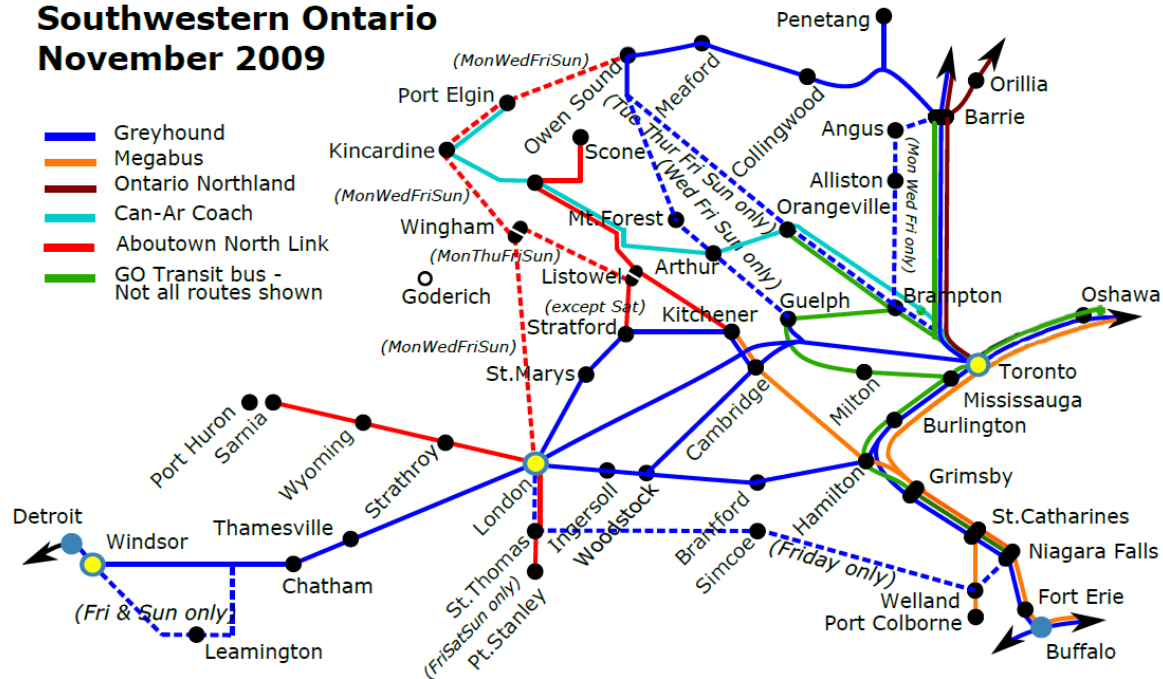 Southwestern Ontario
November 2009
Greyhound
Megabus
Ontario Northland
Can-Ar Coach
Aboutown North Link
GO Transit bus -
Not all routes shown
Penetang
(MonWedFriSun)
Owen Sound
Meaford
Collingwood
Orillia
Port Elgin
(Tue Thur Fri Sun only)
Angus
Barrie
Kincardine
Scone
(Mon Wed Fri only)
Alliston
(MonWedFriSun)
(Wed Fri Sun only)
Mt.Forest
Orangeville
Wingham
(MonThuFriSun)
Listowel
Arthur
Goderich
(except Sat)
Kitchener
Guelph
Brampton
Oshawa
Stratford
(MonWedFriSun)
St.Marys
Cambridge
Milton
Toronto
Mississauga
Burlington
Port Huron
Sarnia
Wyoming
Strathroy
London
Ingersoll
Woodstock
Brantford
Hamilton
Grimsby
St.Catharines
Detroit
Windsor
Thamesville
Chatham
St.Thomas
Simcoe
(Friday only)
Niagara Falls
(Fri & Sun only)
(FriSatSun only)
Pt.Stanley
Welland
Fort Erie
Port Colborne
Leamington
Buffalo